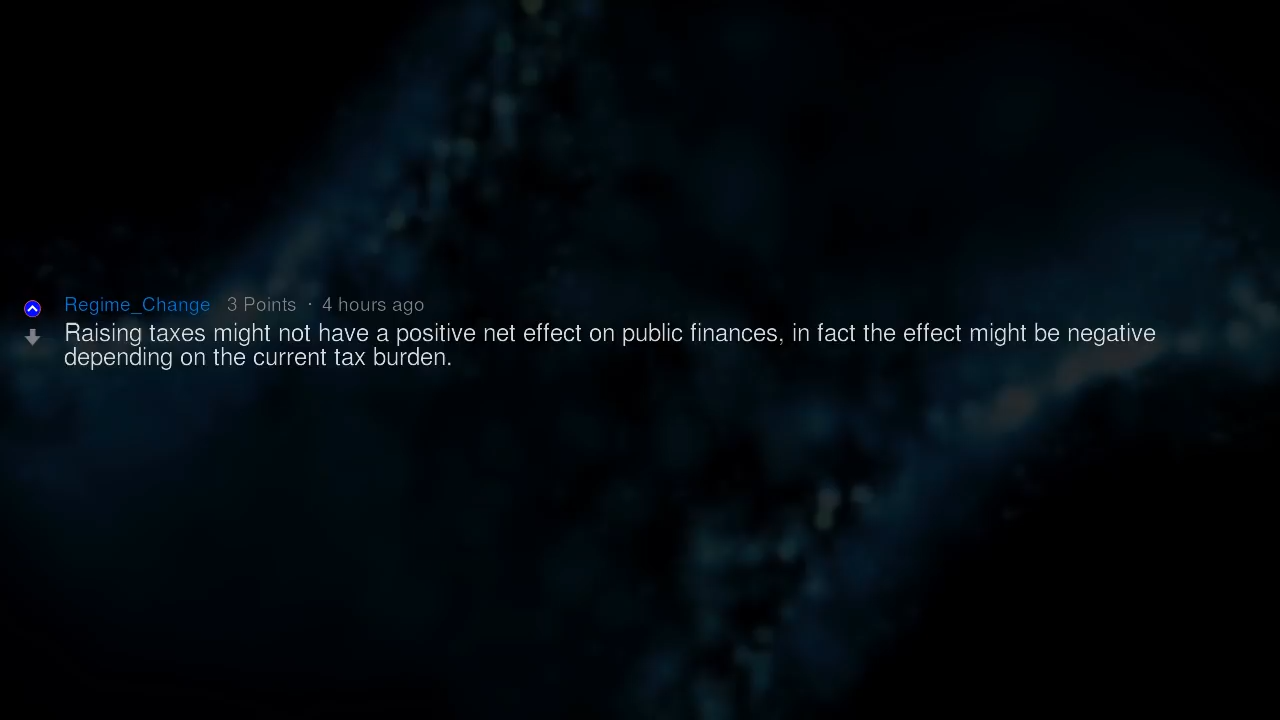 Regime_Change 3 Points · 4 hours ago
Raising taxes might not have a positive net effect on public finances, in fact the effect might be negative
depending on the current tax burden.